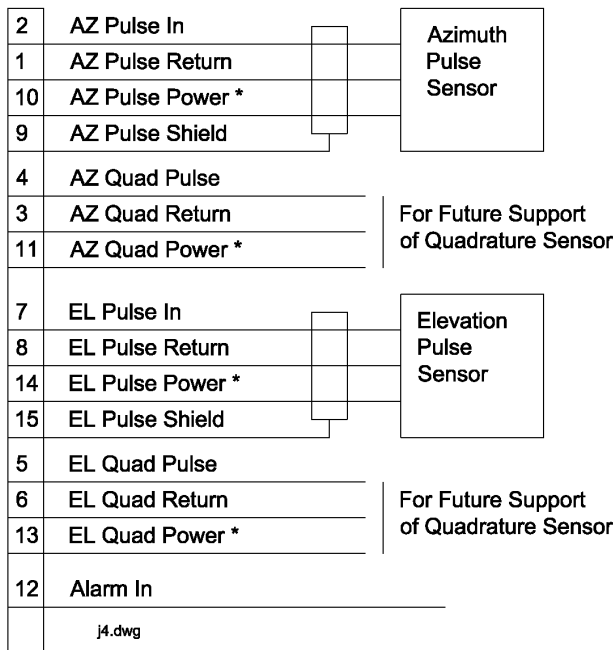 2 AZ Pulse In
1 AZ Pulse Return
10 AZ Pulse Power *
9 AZ Pulse Shield
Azimuth
Pulse
Sensor
4 AZ Quad Pulse
3 AZ Quad Return
11 AZ Quad Power *
For Future Support
of Quadrature Sensor
7 EL Pulse In
8 EL Pulse Return
14 EL Pulse Power *
15 EL Pulse Shield
Elevation
Pulse
Sensor
5 EL Quad Pulse
6 EL Quad Return
13 EL Quad Power *
For Future Support
of Quadrature Sensor
12 Alarm In
j4.dwg